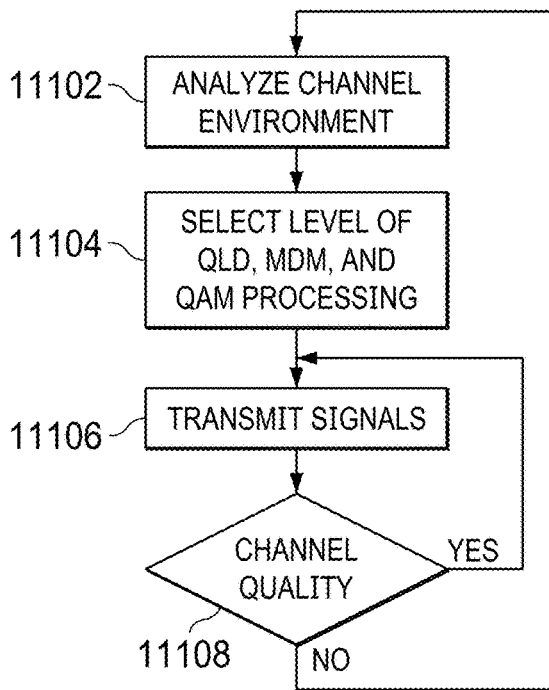 11102
ANALYZE CHANNEL
ENVIRONMENT
11104
SELECT LEVEL OF
QLD, MDM, AND
QAM PROCESSING
11106
TRANSMIT SIGNALS
CHANNEL
QUALITY
YES
11108
NO